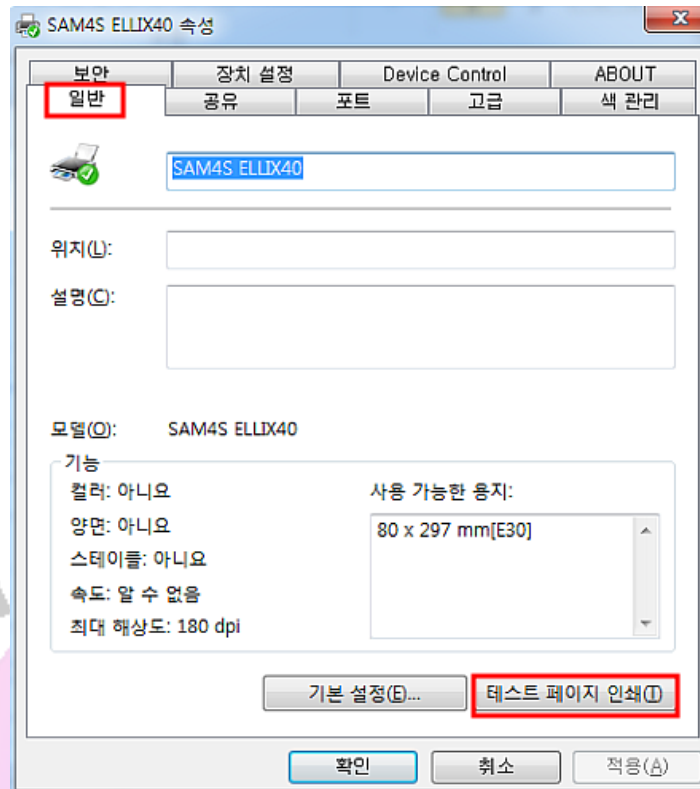 SAM4S ELLIX40 속성
보안 장치 설정 Device Control ABOUT
일반 공유 포트 고급 색 관리
SAM4S ELLIX40
위치(L):
설명(C):
모델(O): SAM4S ELLIX40
기능
컬러: 아니요
양면: 아니요
스테이플: 아니요
속도: 알 수 없음
최대 해상도: 180 dpi
사용 가능한 용지:
80 x 297 mm[E30]
기본 설정(E)... 테스트 페이지 인쇄(T)
확인 취소 적용(A)